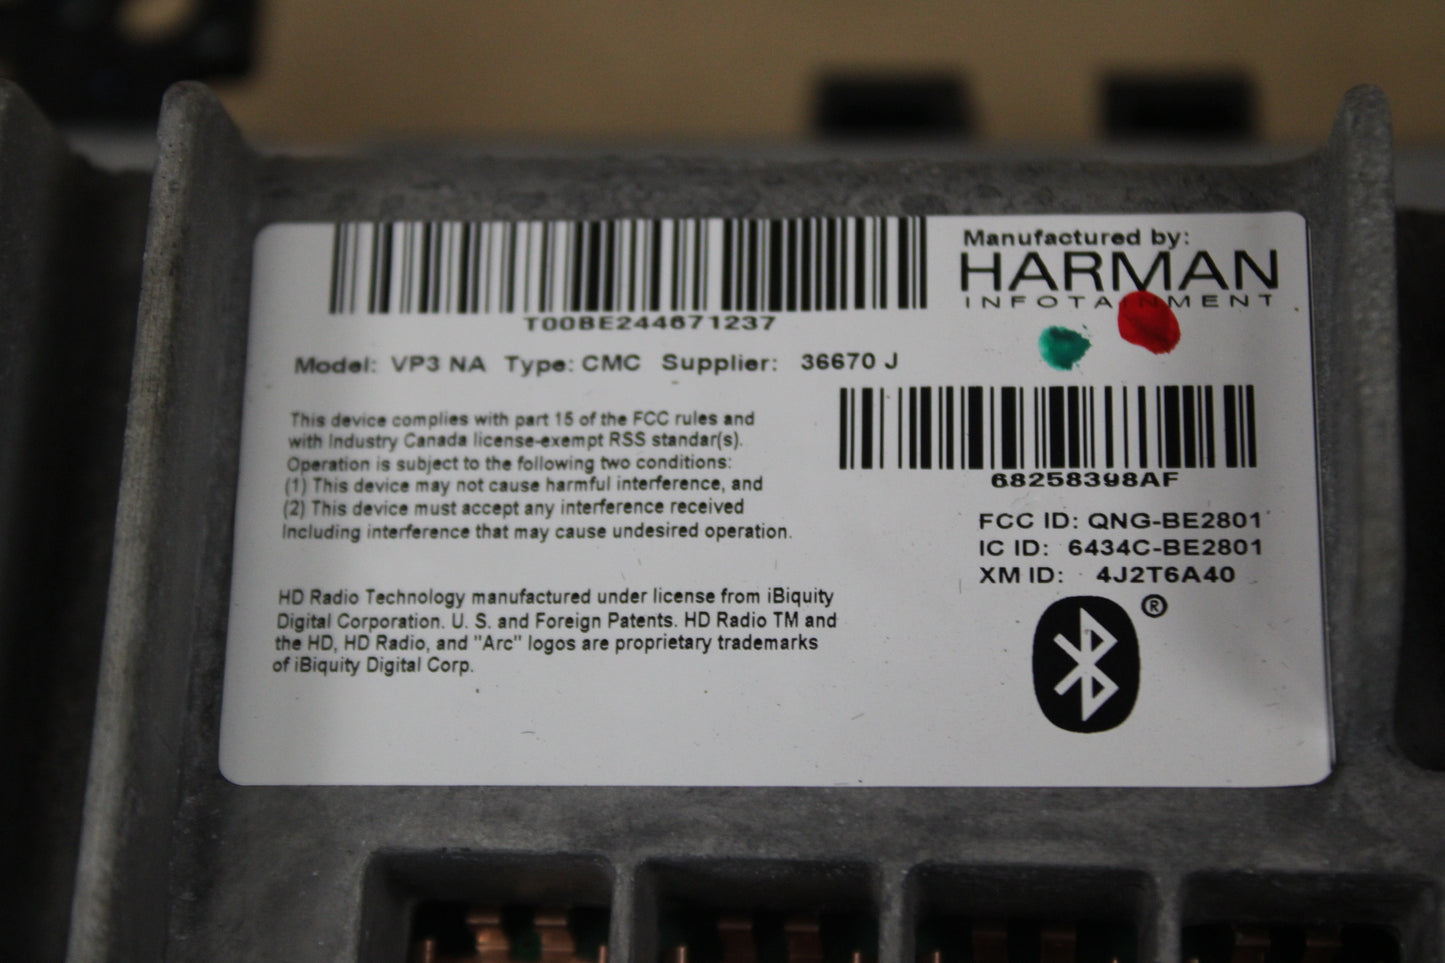 Manufactured by:
HARMAN
INFOTAINMENT
T00BE244671237
Model: VP3 NA Type: CMC Supplier: 36670 J
This device complies with part 15 of the FCC rules and
with Industry Canada license-exempt RSS standar(s).
Operation is subject to the following two conditions:
(1) This device may not cause harmful interference, and
(2) This device must accept any interference received
Including interference that may cause undesired operation.
68258398AF
FCC ID: QNG-BE2801
IC ID: 6434C-BE2801
XM ID: 4J2T6A40
®
HD Radio Technology manufactured under license from iBiquity
Digital Corporation. U. S. and Foreign Patents. HD Radio TM and
the HD, HD Radio, and "Arc" logos are proprietary trademarks
of iBiquity Digital Corp.